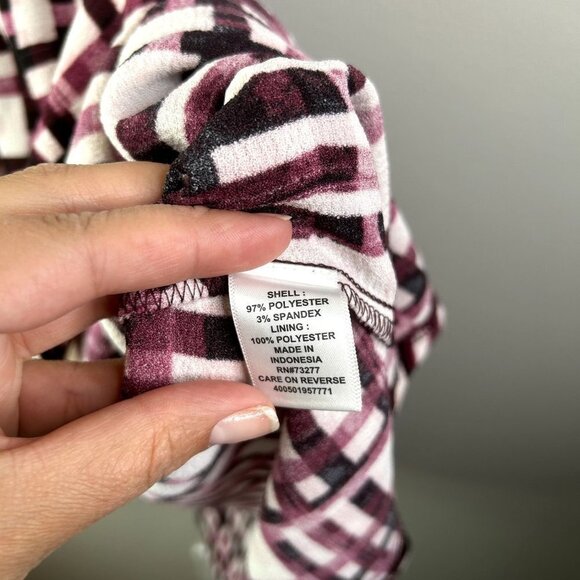 SHELL :
97% POLYESTER
3% SPANDEX
LINING :
100% POLYESTER
MADE IN
INDONESIA
RN#73277
CARE ON REVERSE
400501957771